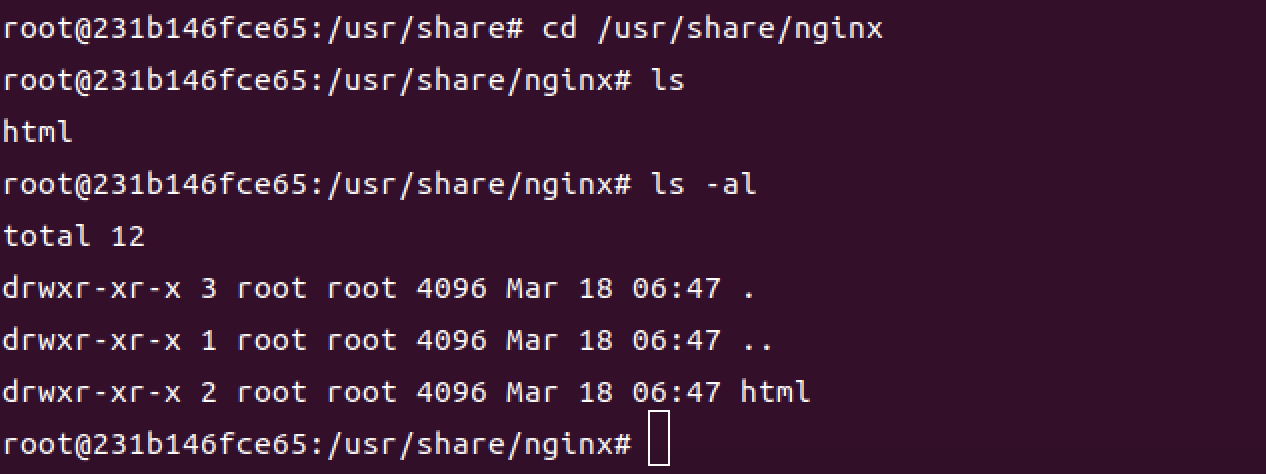 root@231b146fce65:/usr/share# cd /usr/share/nginx
root@231b146fce65:/usr/share/nginx# ls
html
root@231b146fce65:/usr/share/nginx# ls -al
total 12
drwxr-xr-x 3 root root 4096 Mar 18 06:47 .
drwxr-xr-x 1 root root 4096 Mar 18 06:47 ..
drwxr-xr-x 2 root root 4096 Mar 18 06:47 html
root@231b146fce65:/usr/share/nginx#